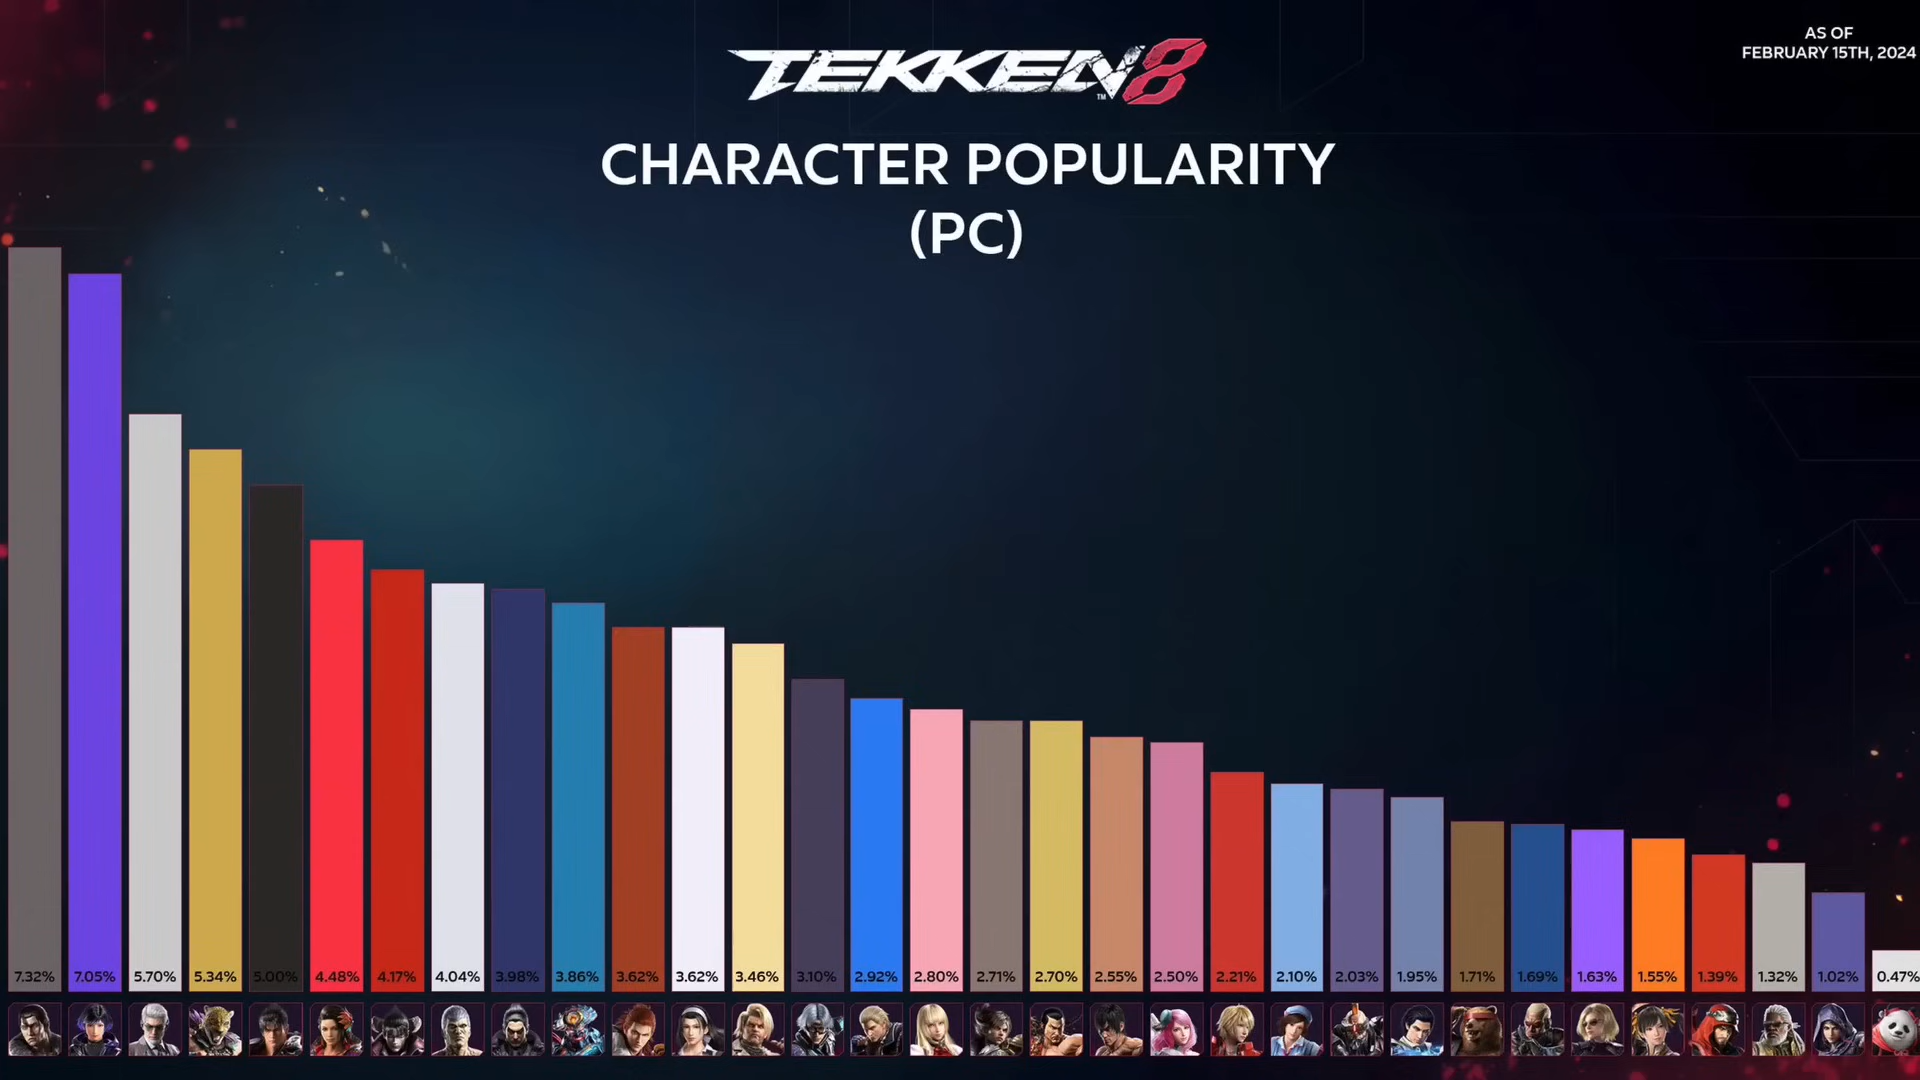 AS OF
FEBRUARY 15TH, 2024
TEKKEN 8
TM
CHARACTER POPULARITY
(PC)
7.32% 7.05% 5.70% 5.34% 5.00% 4.48% 4.17% 4.04% 3.98% 3.86% 3.62% 3.62% 3.46% 3.10% 2.92% 2.80% 2.71% 2.70% 2.55% 2.50% 2.21% 2.10% 2.03% 1.95% 1.71% 1.69% 1.63% 1.55% 1.39% 1.32% 1.02% 0.47%